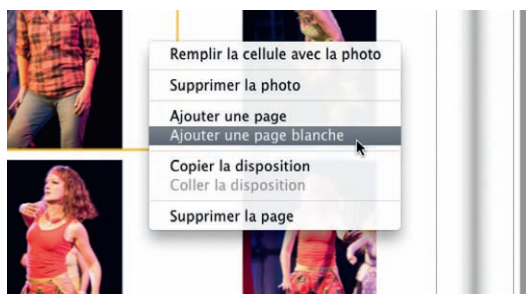 Remplir la cellule avec la photo
Supprimer la photo
Ajouter une page
Ajouter une page blanche
Copier la disposition
Coller la disposition
Supprimer la page